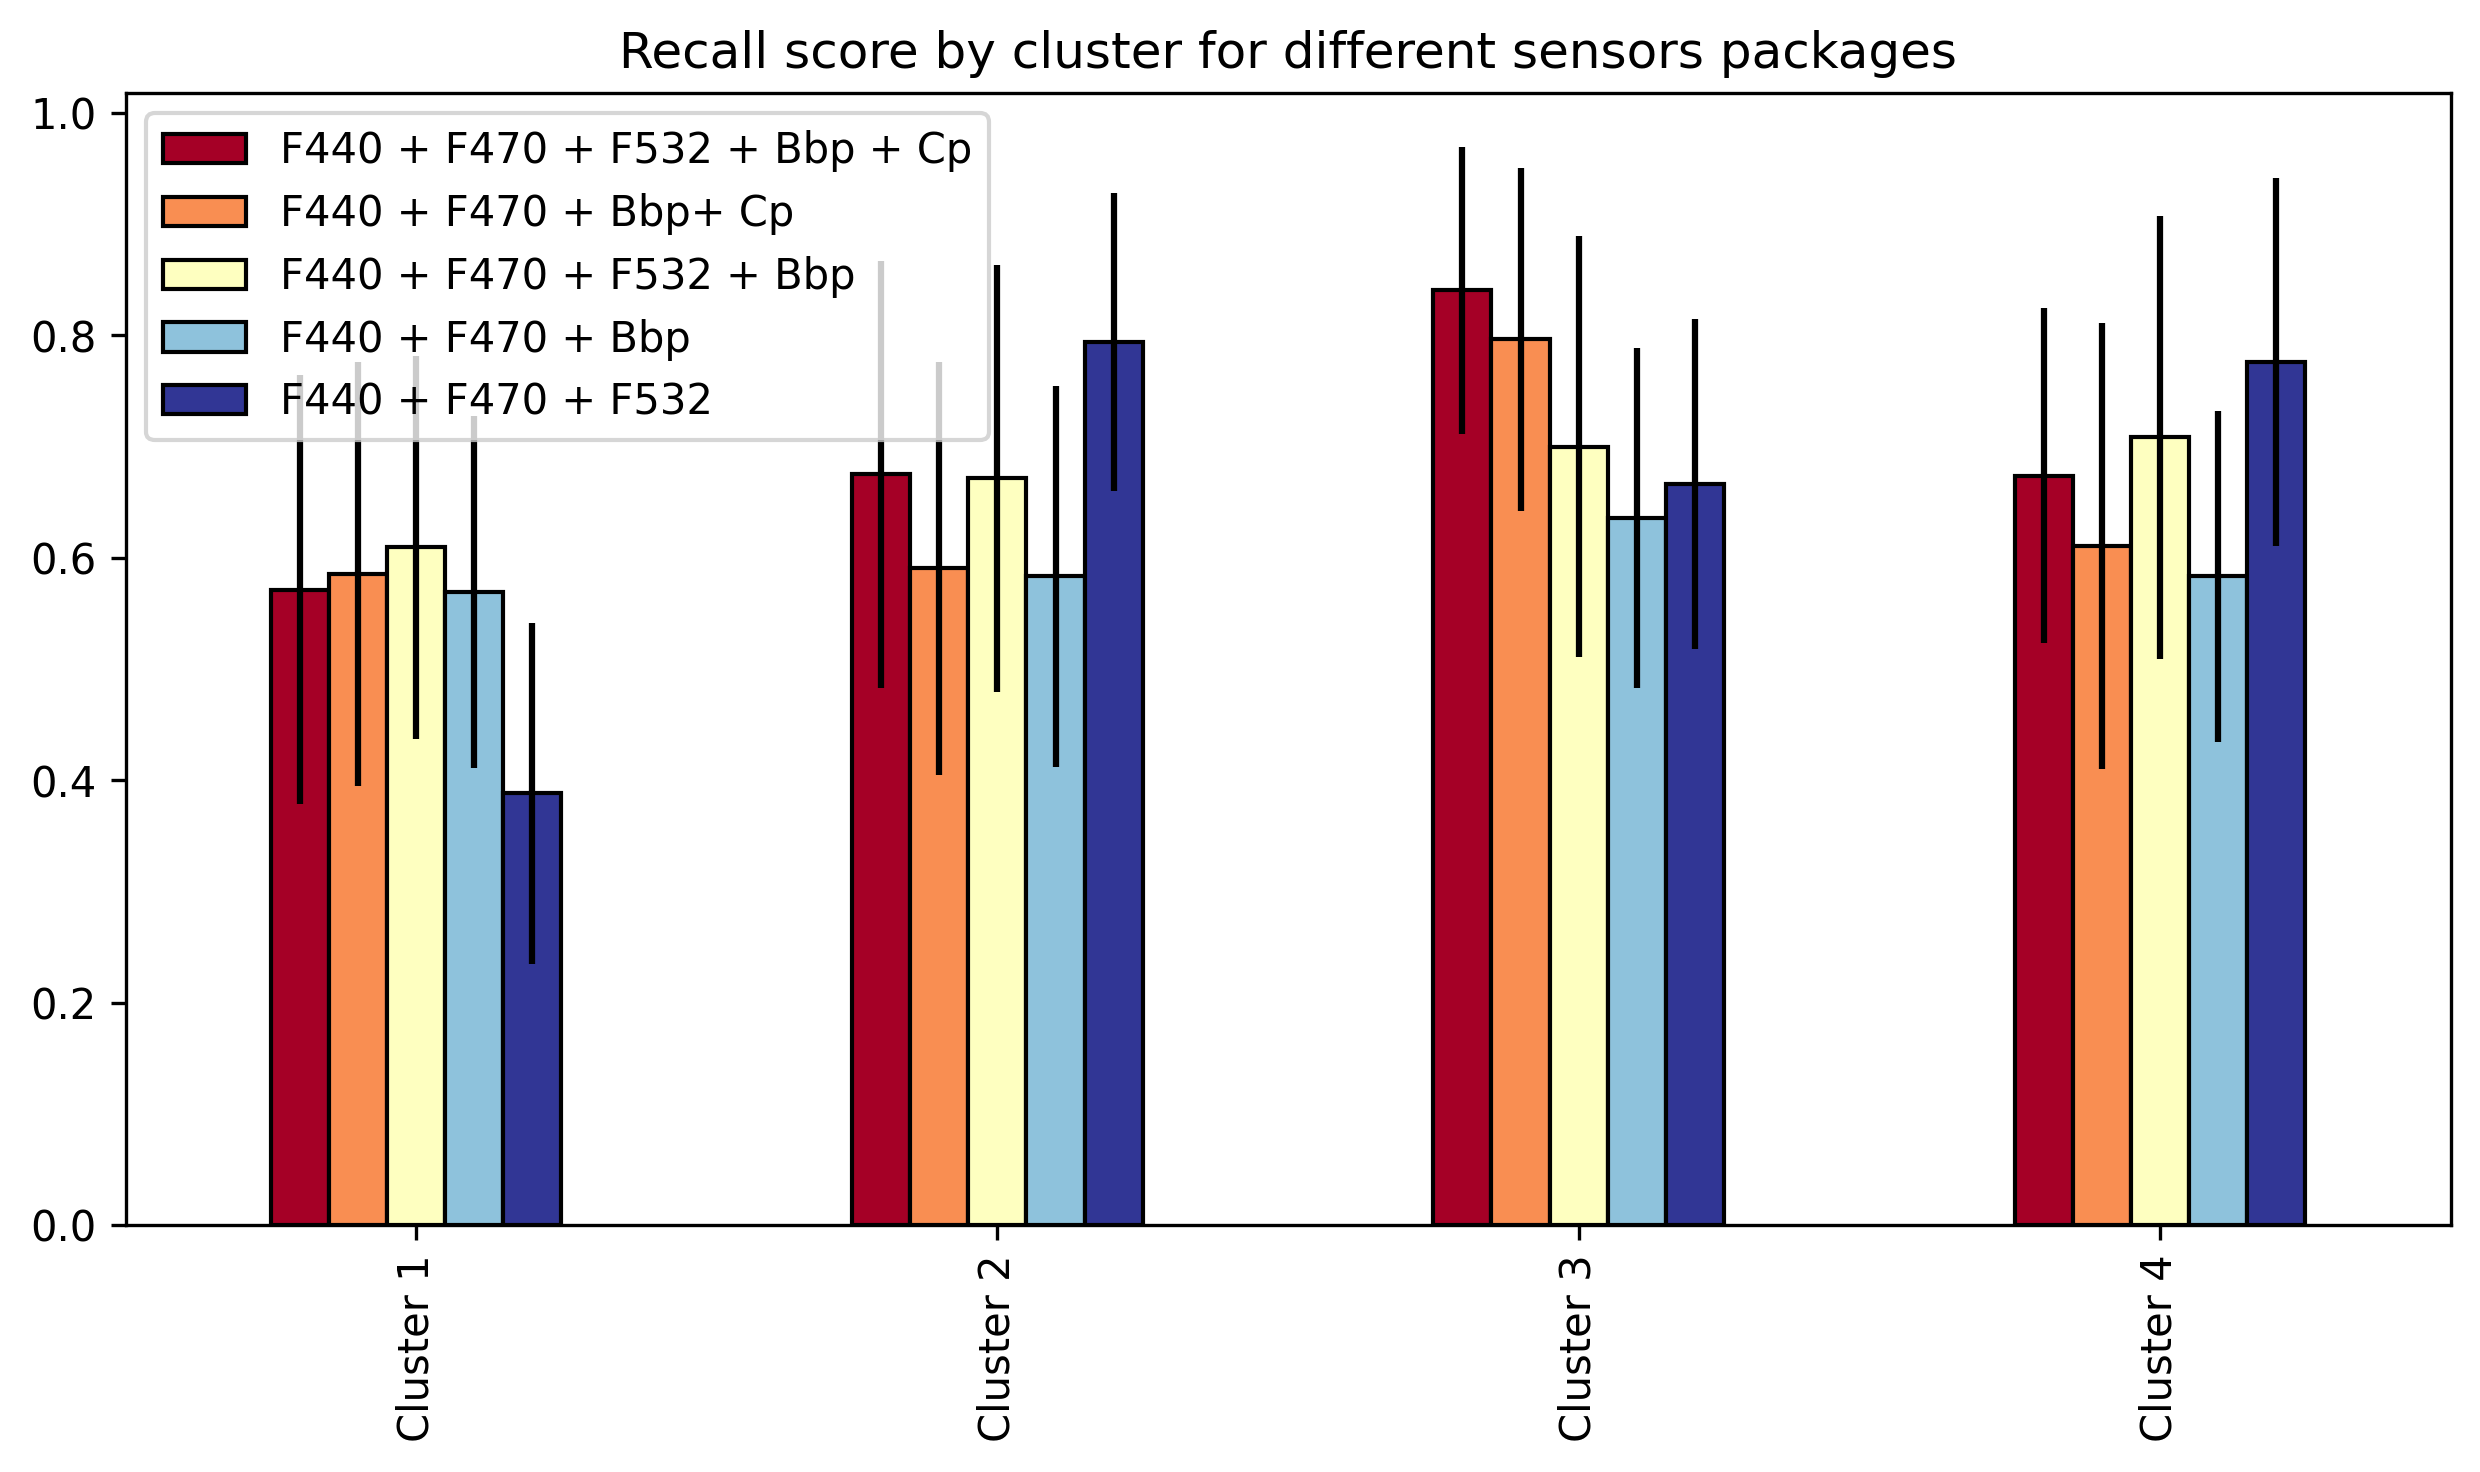 Recall score by cluster for different sensors packages
1.0
0.8
0.6
0.4
0.2
0.0
F440 + F470 + F532 + Bbp + Cp
F440 + F470 + Bbp+ Cp
F440 + F470 + F532 + Bbp
F440 + F470 + Bbp
F440 + F470 + F532
Cluster 1
Cluster 2
Cluster 3
Cluster 4